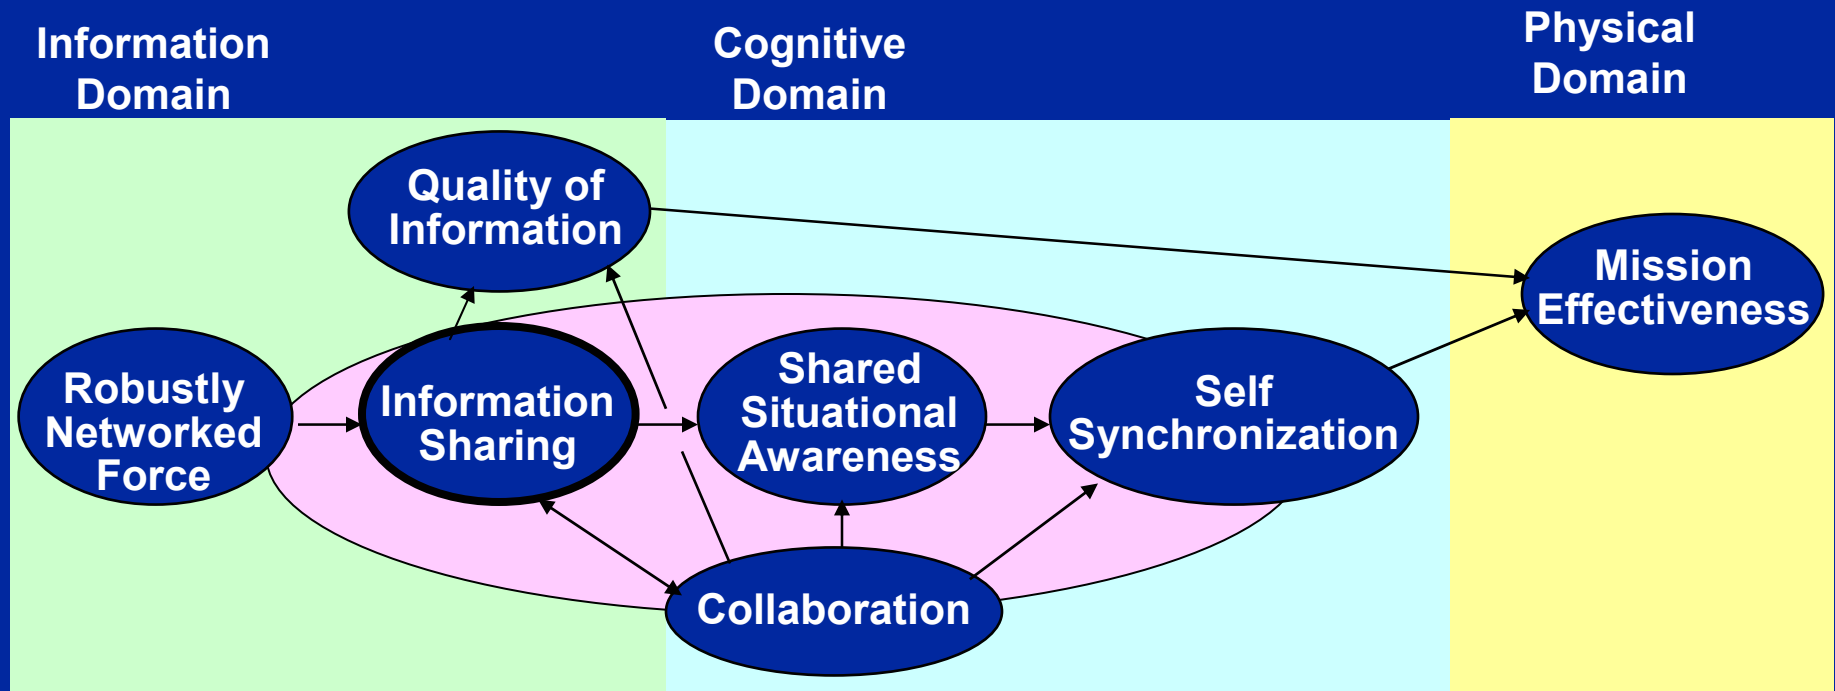 Information
Domain
Cognitive
Domain
Physical
Domain
Quality of
Information
Mission
Effectiveness
Robustly
Networked
Force
Information
Sharing
Shared
Situational
Awareness
Self
Synchronization
Collaboration